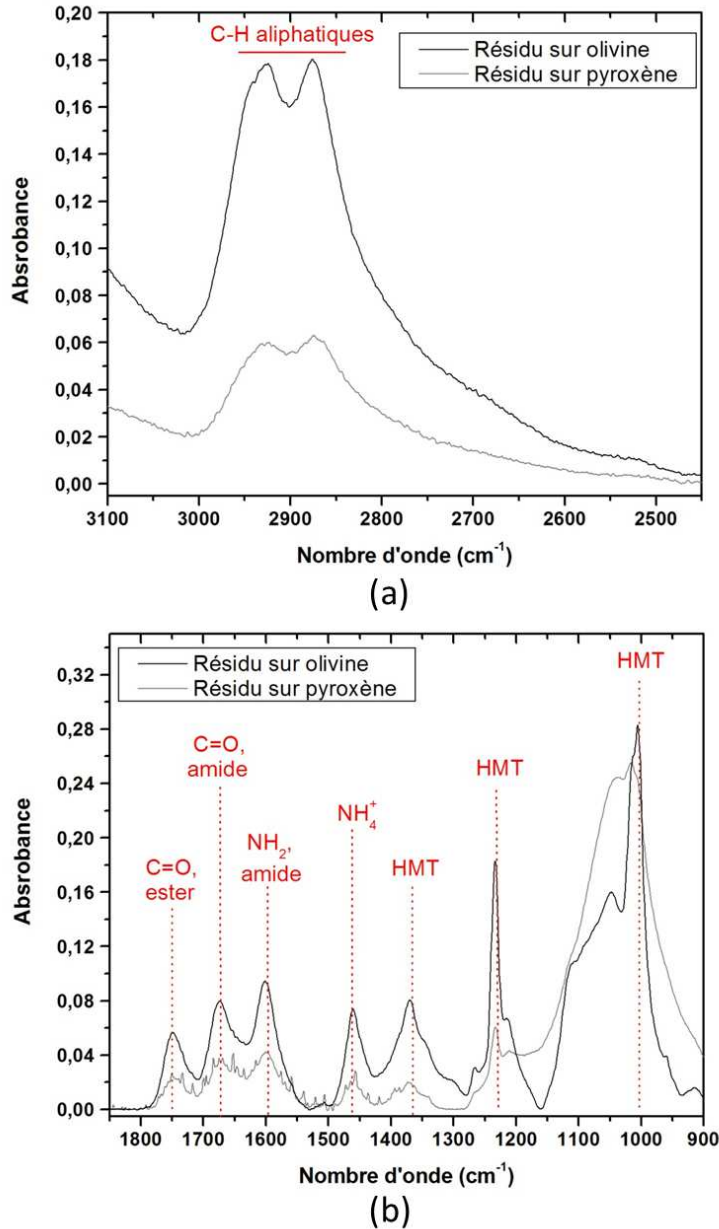 0,20
0,18
0,16
0,14
0,12
0,10
0,08
0,06
0,04
0,02
0,00
Absrobance
C-H aliphatiques
Résidu sur olivine
Résidu sur pyroxène
3100 3000 2900 2800 2700 2600 2500
Nombre d'onde (cm⁻¹)
(a)
0,32
0,28
0,24
0,20
0,16
0,12
0,08
0,04
0,00
Absrobance
Résidu sur olivine
Résidu sur pyroxène
C=O,
ester
C=O,
amide
NH₂,
amide
NH₄⁺
HMT
HMT
HMT
1800 1700 1600 1500 1400 1300 1200 1100 1000 900
Nombre d'onde (cm⁻¹)
(b)